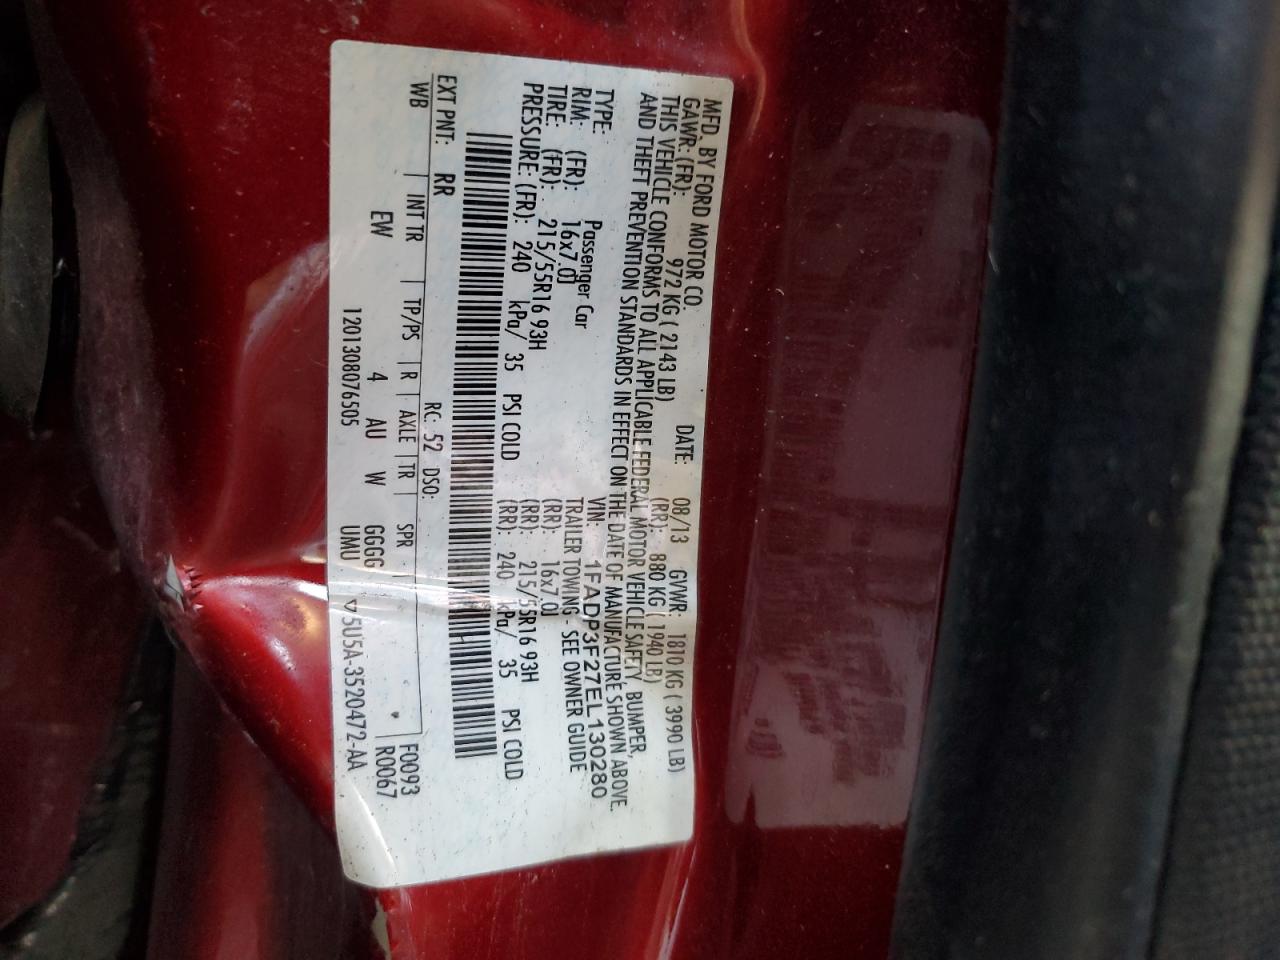 MFD. BY FORD MOTOR CO. DATE: 08/13 GVWR: 1810 KG ( 3990 LB)
GAWR: (FR): 972 KG ( 2143 LB) (RR): 880 KG ( 1940 LB)
THIS VEHICLE CONFORMS TO ALL APPLICABLE FEDERAL MOTOR VEHICLE SAFETY, BUMPER,
AND THEFT PREVENTION STANDARDS IN EFFECT ON THE DATE OF MANUFACTURE SHOWN ABOVE.
VIN: 1FADP3F27EL130280
TYPE: Passenger Car TRAILER TOWING - SEE OWNER GUIDE
RIM: (FR): 16x7.0J (RR): 16x7.0J
TIRE: (FR): 215/55R16 93H (RR): 215/55R16 93H
PRESSURE: (FR): 240 kPa/ 35 PSI COLD (RR): 240 kPa/ 35 PSI COLD
EXT PNT: RR RC: 52 DSO: F0093
WB INT TR TP/PS R AXLE TR SPR R0067
EW 4 AU W GGGG
1201308076505 UMU V5U5A-3520472-AA